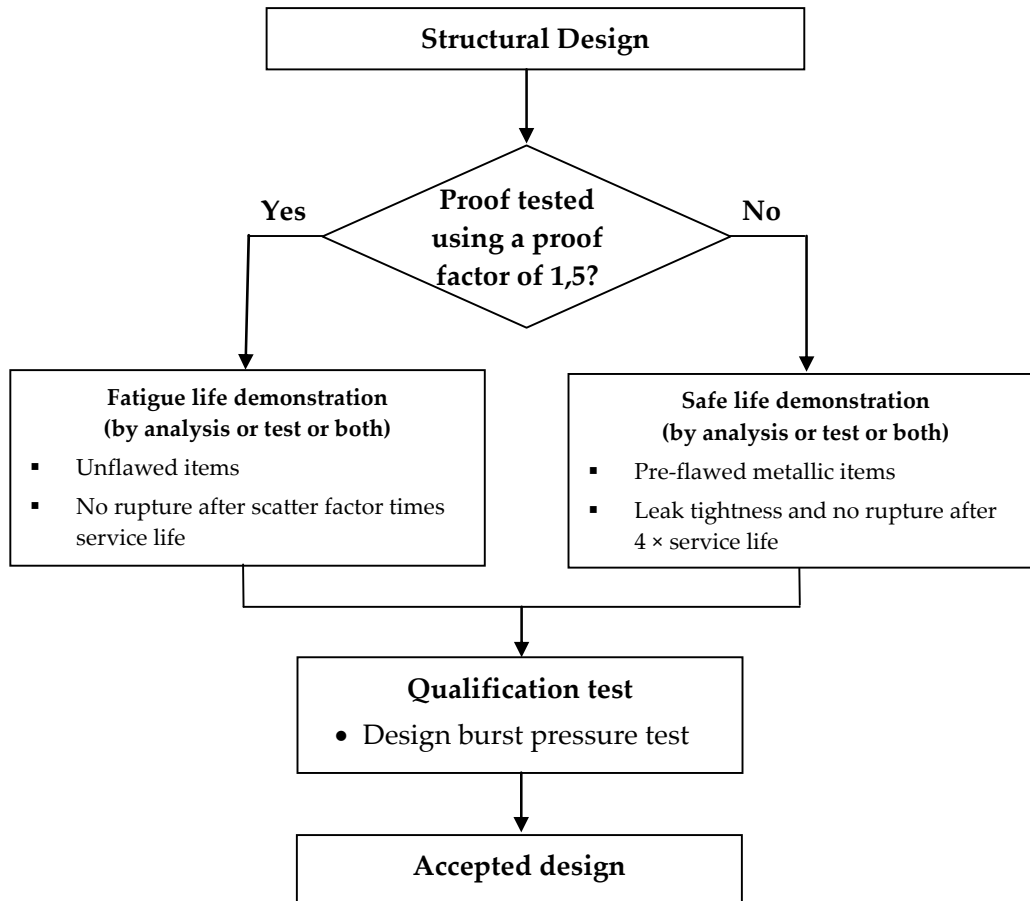 Structural Design
Proof tested
using a proof
factor of 1,5?
Yes
No
Fatigue life demonstration
(by analysis or test or both)
▪ Unflawed items
▪ No rupture after scatter factor times
service life
Safe life demonstration
(by analysis or test or both)
▪ Pre-flawed metallic items
▪ Leak tightness and no rupture after
4 × service life
Qualification test
• Design burst pressure test
Accepted design